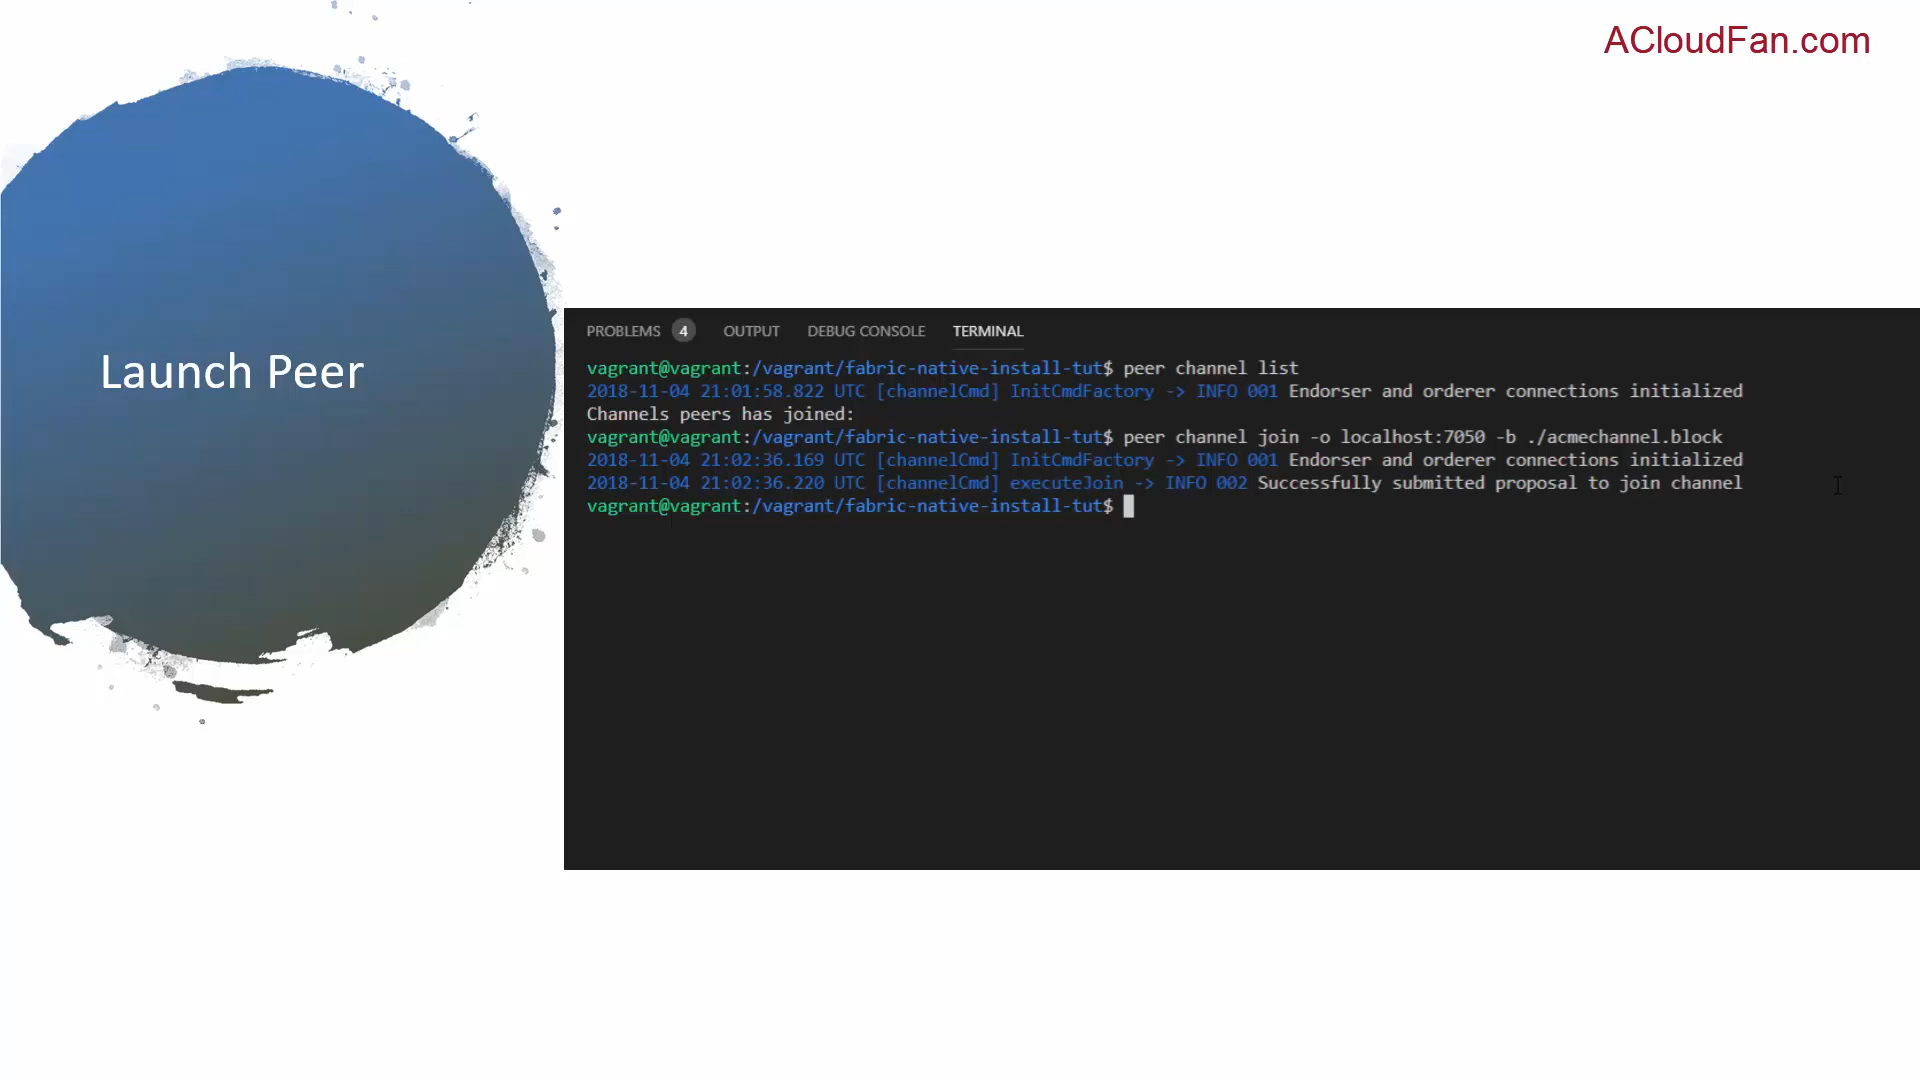 ACloudFan.com
Launch Peer
PROBLEMS 4 OUTPUT DEBUG CONSOLE TERMINAL
vagrant@vagrant:/vagrant/fabric-native-install-tut$ peer channel list
2018-11-04 21:01:58.822 UTC [channelCmd] InitCmdFactory -> INFO 001 Endorser and orderer connections initialized
Channels peers has joined:
vagrant@vagrant:/vagrant/fabric-native-install-tut$ peer channel join -o localhost:7050 -b ./acmechannel.block
2018-11-04 21:02:36.169 UTC [channelCmd] InitCmdFactory -> INFO 001 Endorser and orderer connections initialized
2018-11-04 21:02:36.220 UTC [channelCmd] executeJoin -> INFO 002 Successfully submitted proposal to join channel
vagrant@vagrant:/vagrant/fabric-native-install-tut$